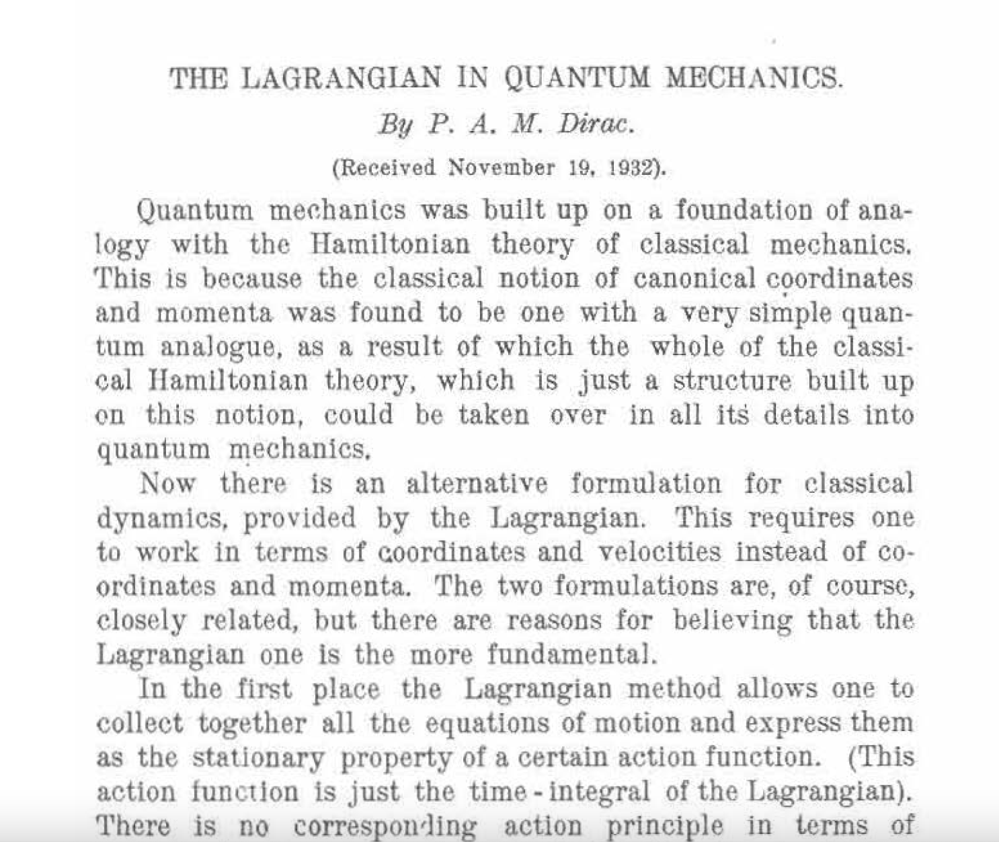 THE LAGRANGIAN IN QUANTUM MECHANICS.
By P. A. M. Dirac.
(Received November 19, 1932).
Quantum mechanics was built up on a foundation of ana-
logy with the Hamiltonian theory of classical mechanics.
This is because the classical notion of canonical coordinates
and momenta was found to be one with a very simple quan-
tum analogue, as a result of which the whole of the classi-
cal Hamiltonian theory, which is just a structure built up
on this notion, could be taken over in all its details into
quantum mechanics.
Now there is an alternative formulation for classical
dynamics, provided by the Lagrangian. This requires one
to work in terms of coordinates and velocities instead of co-
ordinates and momenta. The two formulations are, of course,
closely related, but there are reasons for believing that the
Lagrangian one is the more fundamental.
In the first place the Lagrangian method allows one to
collect together all the equations of motion and express them
as the stationary property of a certain action function. (This
action function is just the time-integral of the Lagrangian).
There is no corresponding action principle in terms of